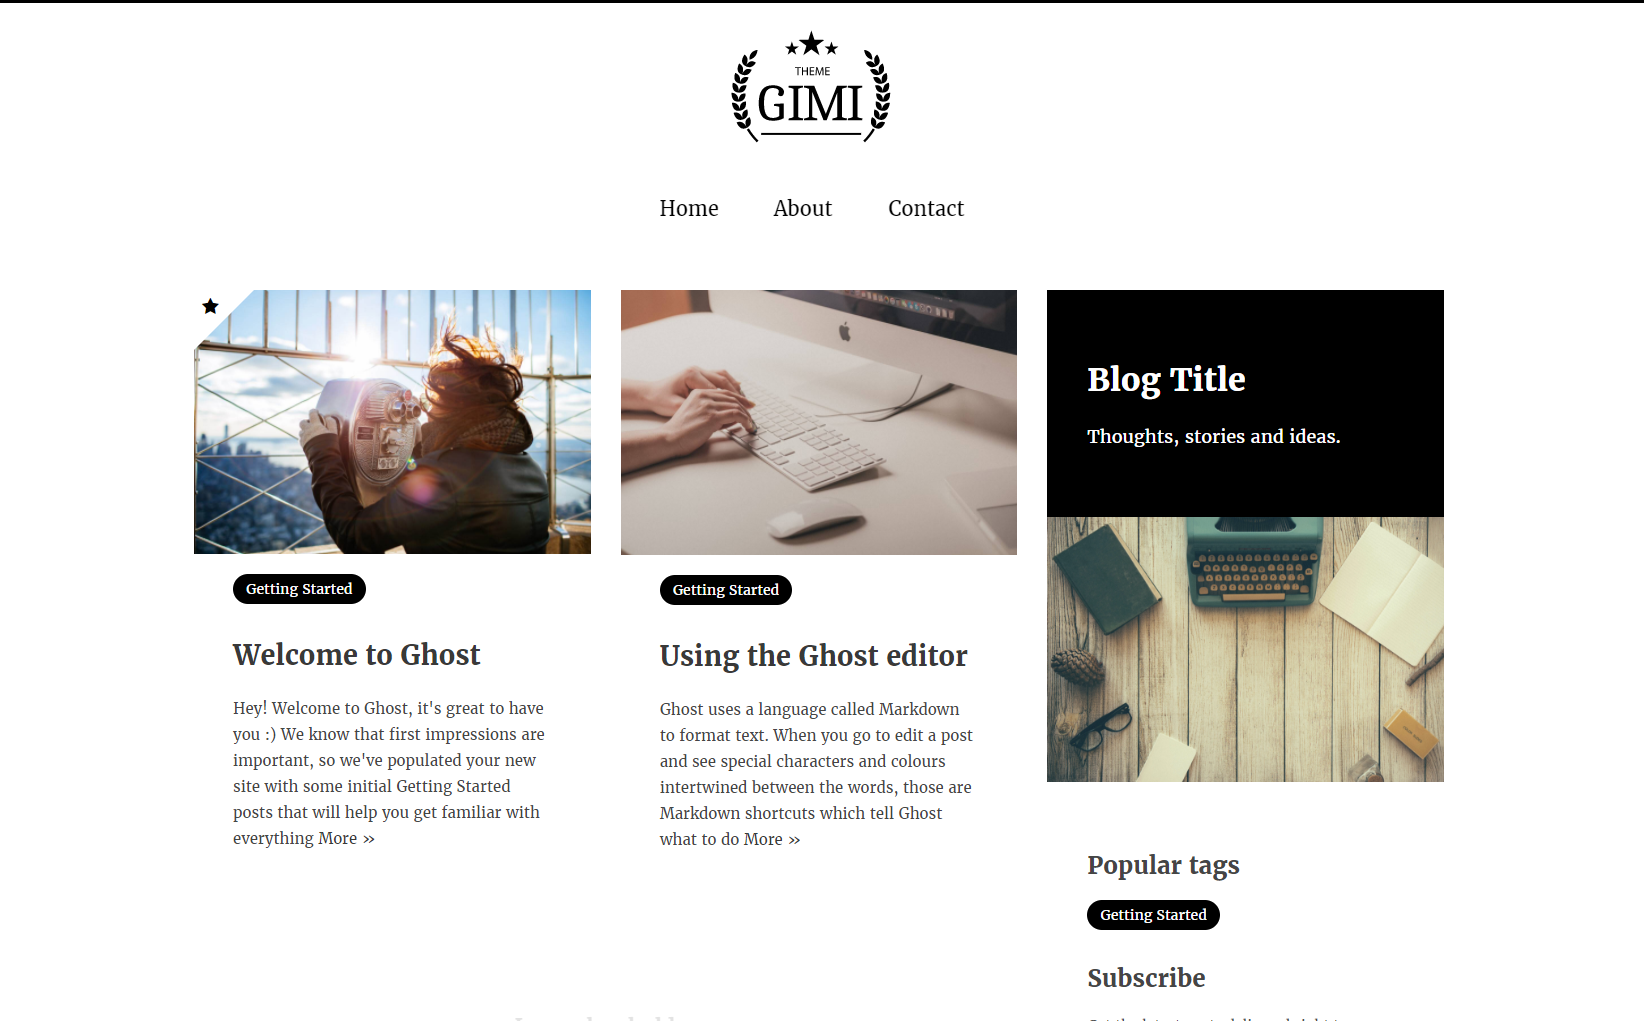 THEME
GIMI
Home About Contact
Getting Started
Welcome to Ghost
Hey! Welcome to Ghost, it's great to have
you :) We know that first impressions are
important, so we've populated your new
site with some initial Getting Started
posts that will help you get familiar with
everything More »
Getting Started
Using the Ghost editor
Ghost uses a language called Markdown
to format text. When you go to edit a post
and see special characters and colours
intertwined between the words, those are
Markdown shortcuts which tell Ghost
what to do More »
Blog Title
Thoughts, stories and ideas.
Popular tags
Getting Started
Subscribe